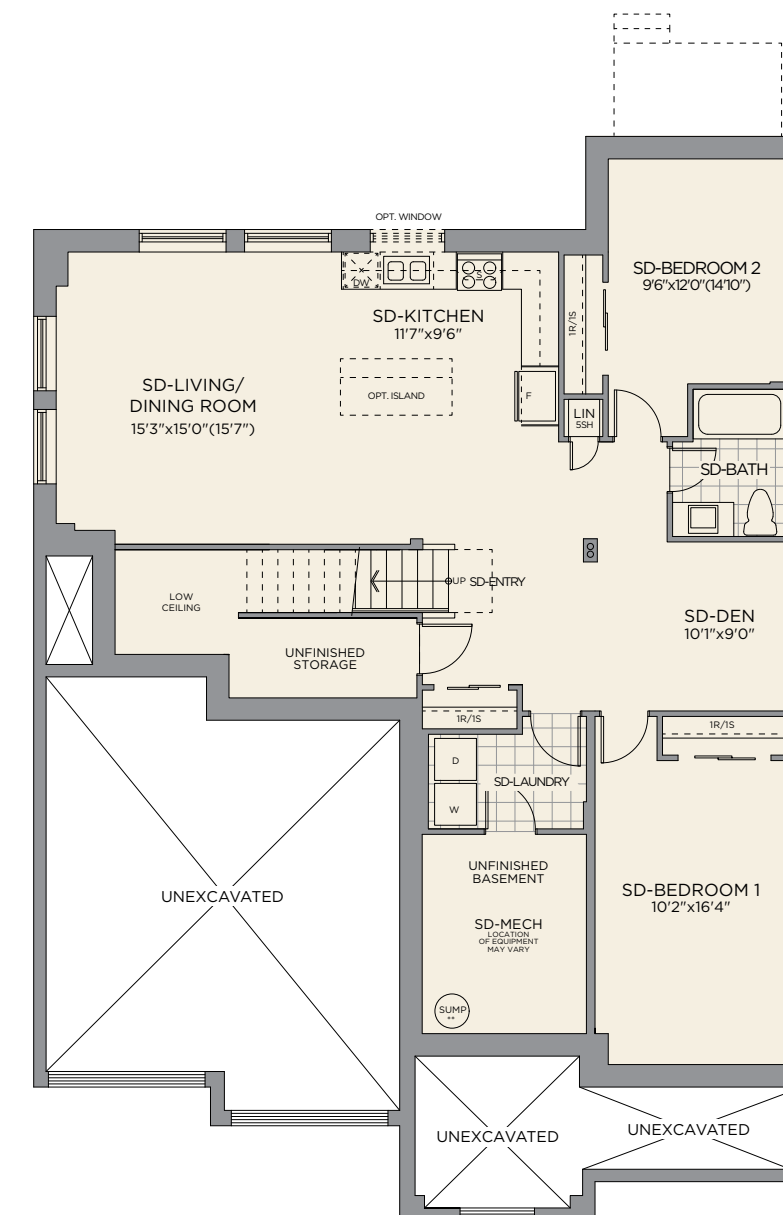 OPT. WINDOW
SD-BEDROOM 2
9'6"x12'0"(14'10")
DW
S
SD-KITCHEN
11'7"x9'6"
1R/1S
SD-LIVING/
DINING ROOM
15'3"x15'0"(15'7")
OPT. ISLAND
F
LIN
5SH
SD-BATH
UP
SD-ENTRY
LOW
CEILING
SD-DEN
10'1"x9'0"
UNFINISHED
STORAGE
1R/1S
1R/1S
D
SD-LAUNDRY
W
UNFINISHED
BASEMENT
SD-BEDROOM 1
10'2"x16'4"
UNEXCAVATED
SD-MECH
LOCATION
OF EQUIPMENT
MAY VARY
SUMP
**
UNEXCAVATED
UNEXCAVATED